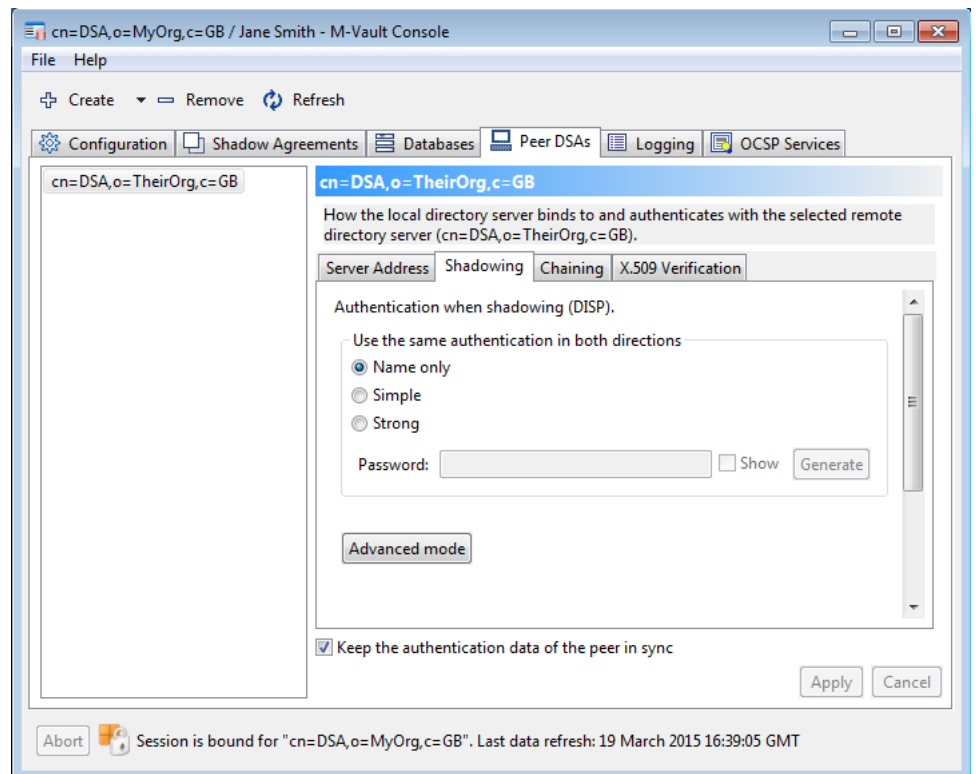 cn=DSA,o=MyOrg,c=GB / Jane Smith - M-Vault Console
File Help
Create Remove Refresh
Configuration Shadow Agreements Databases Peer DSAs Logging OCSP Services
cn=DSA,o=TheirOrg,c=GB
cn=DSA,o=TheirOrg,c=GB
How the local directory server binds to and authenticates with the selected remote
directory server (cn=DSA,o=TheirOrg,c=GB).
Server Address Shadowing Chaining X.509 Verification
Authentication when shadowing (DISP).
Use the same authentication in both directions
Name only
Simple
Strong
Password: Show Generate
Advanced mode
Keep the authentication data of the peer in sync
Apply Cancel
Abort Session is bound for "cn=DSA,o=MyOrg,c=GB". Last data refresh: 19 March 2015 16:39:05 GMT